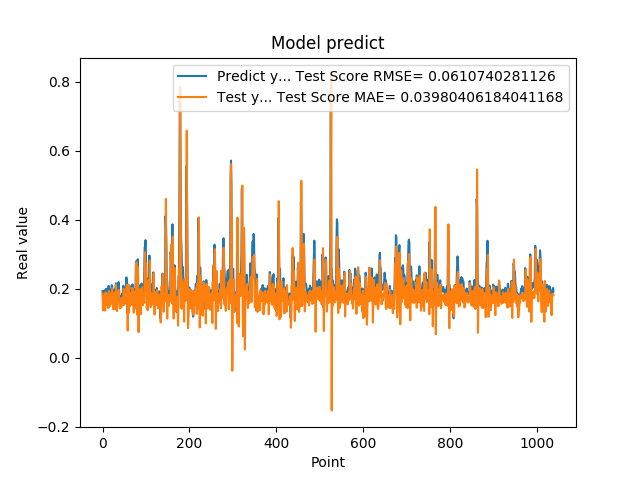 Model predict
Predict y... Test Score RMSE= 0.0610740281126
Test y... Test Score MAE= 0.03980406184041168
0.8
0.6
0.4
0.2
0.0
−0.2
Real value
0 200 400 600 800 1000
Point